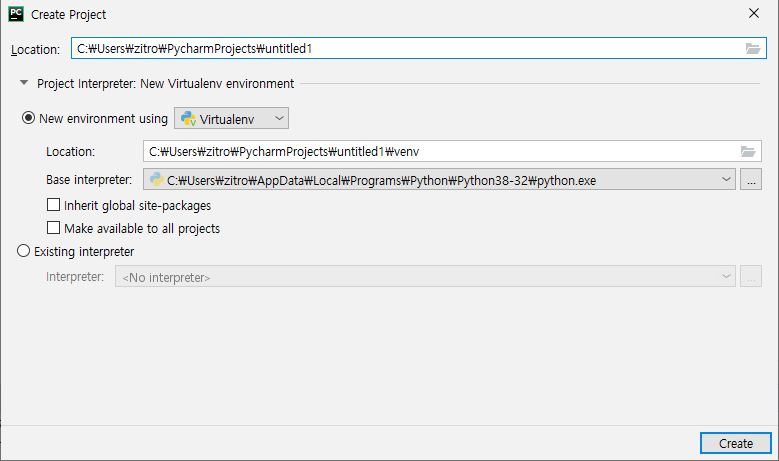 PC Create Project
Location: C:₩Users₩zitro₩PycharmProjects₩untitled1
Project Interpreter: New Virtualenv environment
New environment using Virtualenv
Location: C:₩Users₩zitro₩PycharmProjects₩untitled1₩venv
Base interpreter: C:₩Users₩zitro₩AppData₩Local₩Programs₩Python₩Python38-32₩python.exe ...
Inherit global site-packages
Make available to all projects
Existing interpreter
Interpreter: <No interpreter> ...
Create